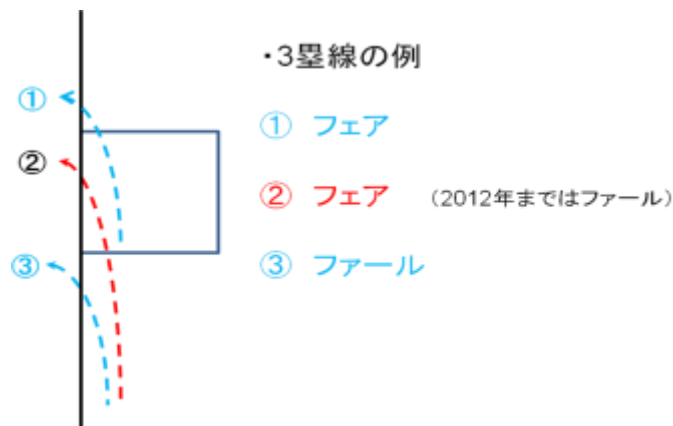 ・3塁線の例
①
① フェア
②
② フェア （2012年まではファール）
③
③ ファール